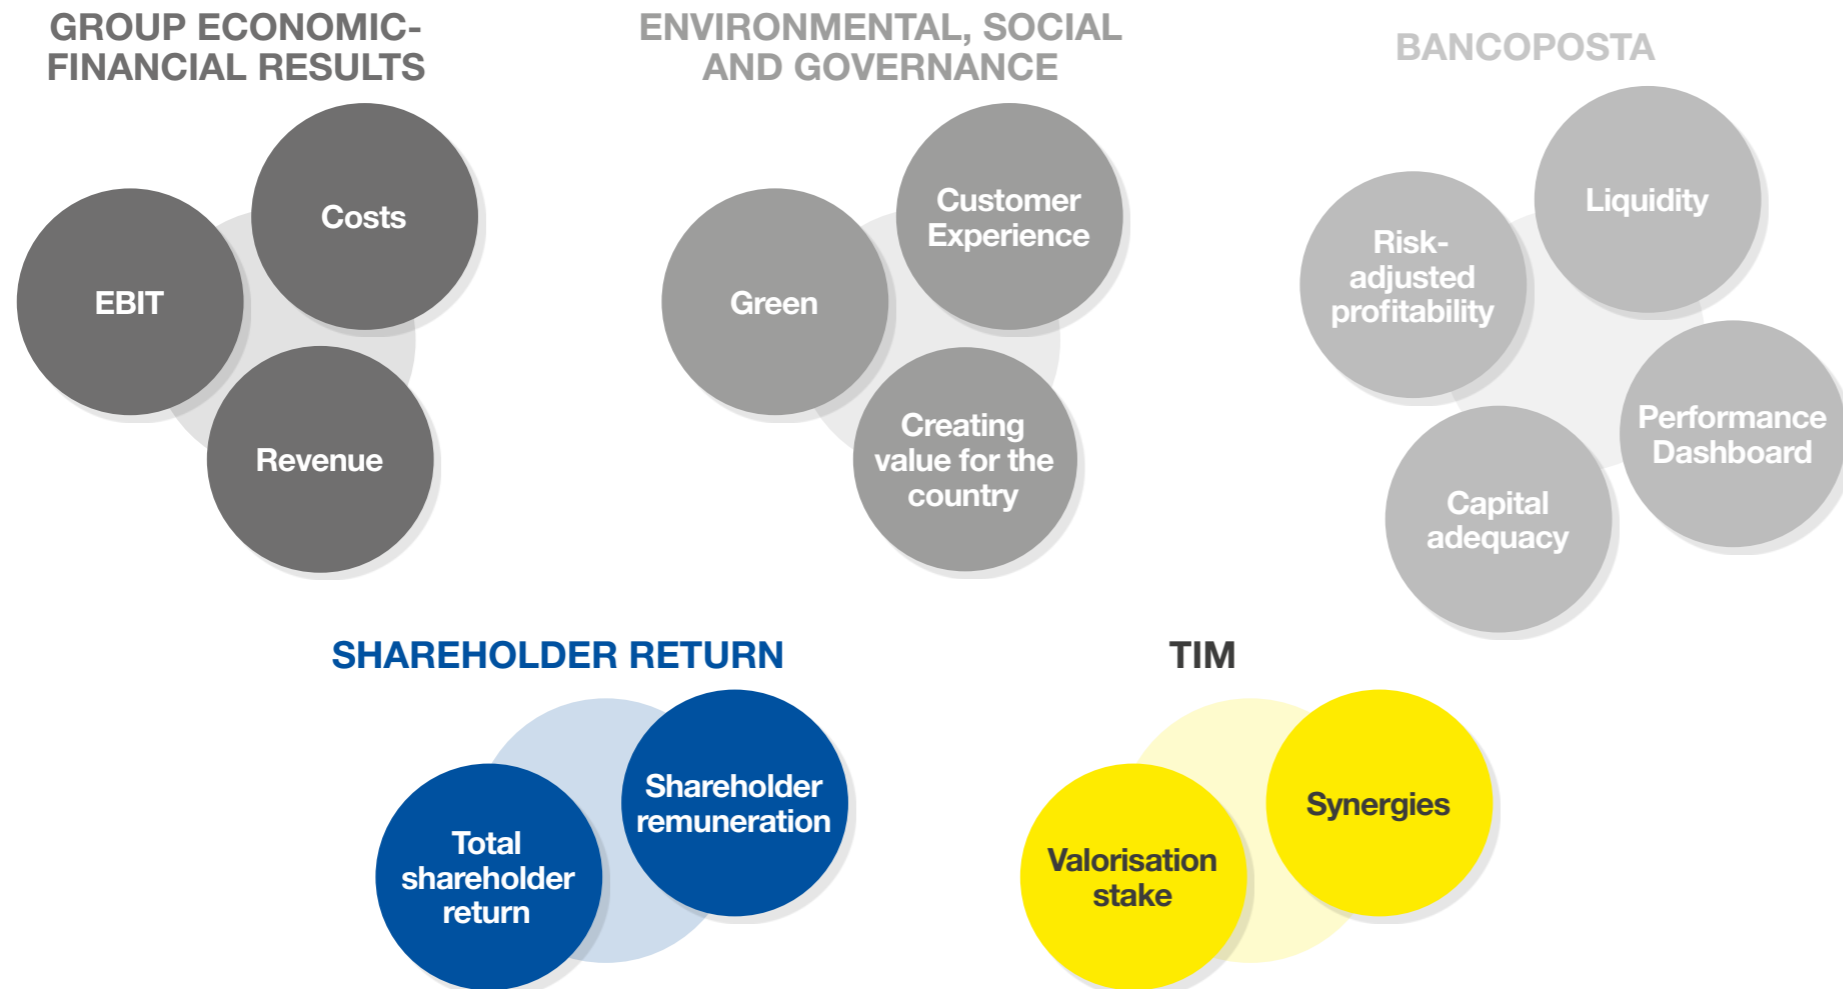 GROUP ECONOMIC-
FINANCIAL RESULTS
EBIT
Costs
Revenue
ENVIRONMENTAL, SOCIAL
AND GOVERNANCE
Green
Customer
Experience
Creating
value for the
country
BANCOPOSTA
Risk-
adjusted
profitability
Liquidity
Performance
Dashboard
Capital
adequacy
SHAREHOLDER RETURN
Total
shareholder
return
Shareholder
remuneration
TIM
Valorisation
stake
Synergies